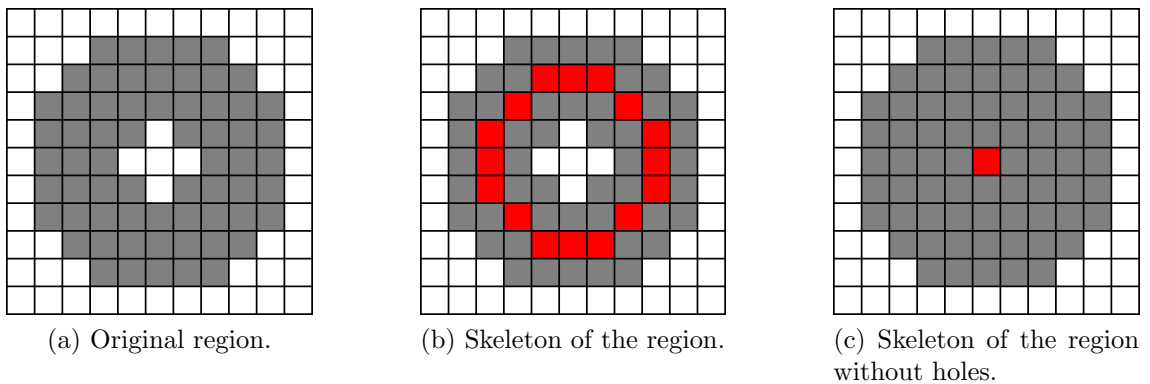 (a) Original region.
(b) Skeleton of the region.
(c) Skeleton of the region
without holes.